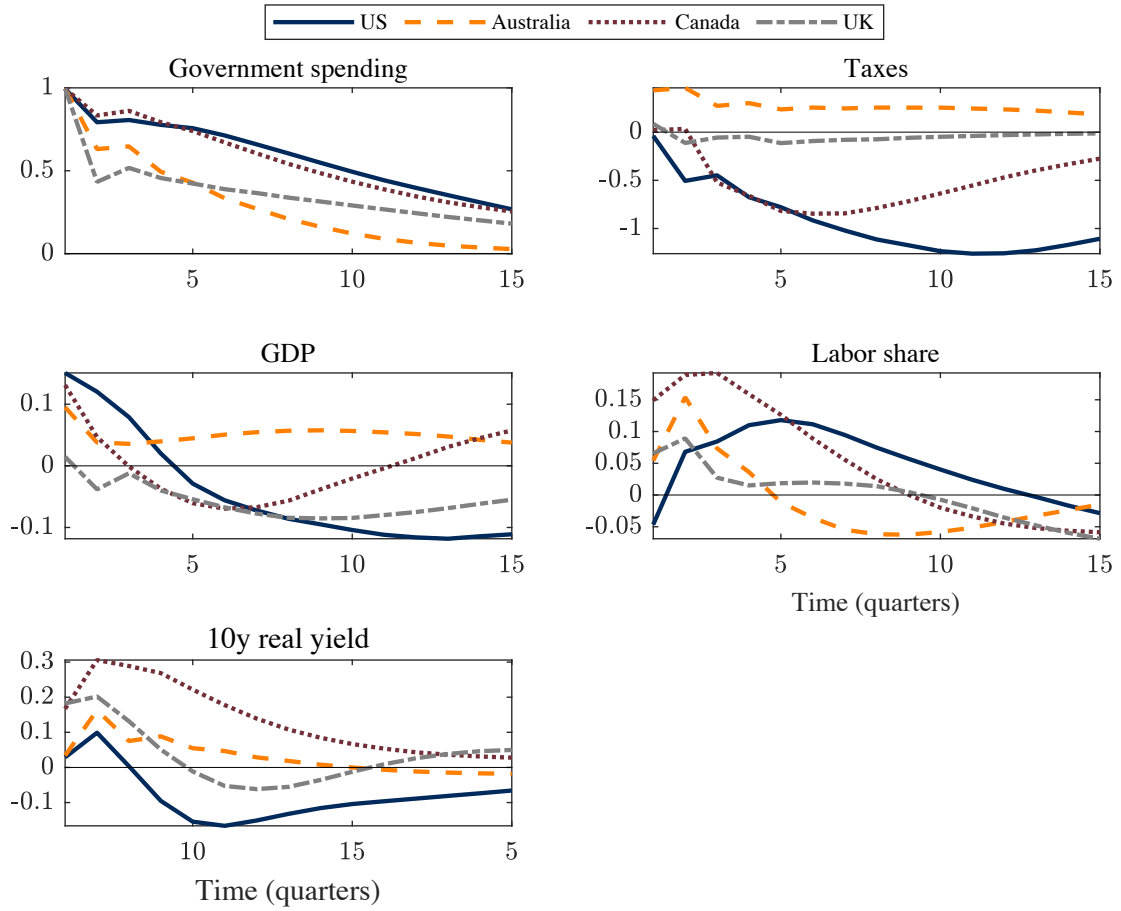 US Australia Canada UK
Government spending
1
0.5
0
5 10 15
Taxes
0
-0.5
-1
5 10 15
GDP
0.1
0
-0.1
5 10 15
Labor share
0.15
0.1
0.05
0
-0.05
5 10 15
Time (quarters)
10y real yield
0.3
0.2
0.1
0
-0.1
10 15 5
Time (quarters)